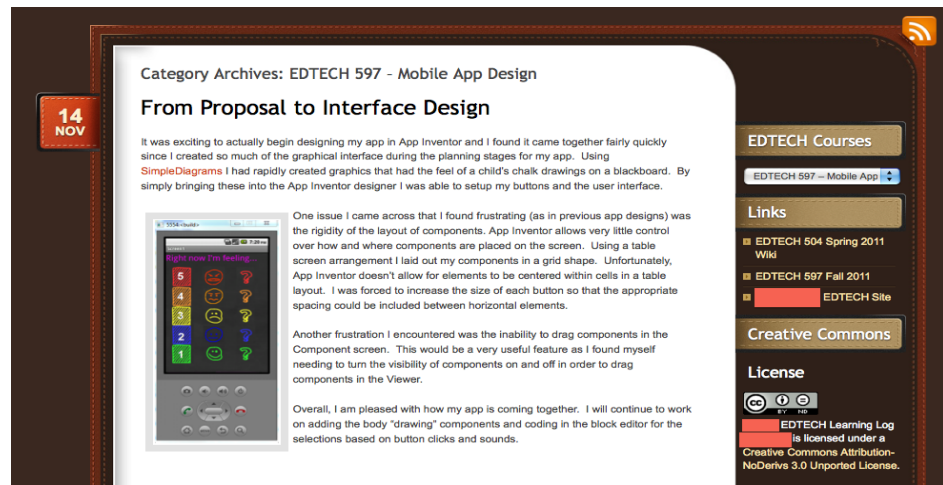 Category Archives: EDTECH 597 – Mobile App Design
From Proposal to Interface Design
14
NOV
It was exciting to actually begin designing my app in App Inventor and I found it came together fairly quickly
since I created so much of the graphical interface during the planning stages for my app. Using
SimpleDiagrams I had rapidly created graphics that had the feel of a child's chalk drawings on a blackboard. By
simply bringing these into the App Inventor designer I was able to setup my buttons and the user interface.
5554:<build>
7:29 PM
Screen1
Right now I'm feeling...
5
?
4
?
3
?
2
?
1
?
One issue I came across that I found frustrating (as in previous app designs) was
the rigidity of the layout of components. App Inventor allows very little control
over how and where components are placed on the screen. Using a table
screen arrangement I laid out my components in a grid shape. Unfortunately,
App Inventor doesn't allow for elements to be centered within cells in a table
layout. I was forced to increase the size of each button so that the appropriate
spacing could be included between horizontal elements.
Another frustration I encountered was the inability to drag components in the
Component screen. This would be a very useful feature as I found myself
needing to turn the visibility of components on and off in order to drag
components in the Viewer.
Overall, I am pleased with how my app is coming together. I will continue to work
on adding the body "drawing" components and coding in the block editor for the
selections based on button clicks and sounds.
EDTECH Courses
EDTECH 597 – Mobile App
Links
EDTECH 504 Spring 2011
Wiki
EDTECH 597 Fall 2011
EDTECH Site
Creative Commons
License
cc
BY ND
EDTECH Learning Log
is licensed under a
Creative Commons Attribution-
NoDerivs 3.0 Unported License.